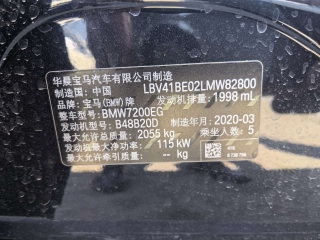 华晨宝马汽车有限公司制造
制造国: 中国 LBV41BE02LMW82800
品牌: 宝马(BMW)牌 发动机排量: 1998 mL
整车型号: BMW7200EG
发动机型号: B48B20D 制造年月: 2020-03
最大允许总质量: 2055 kg 乘坐人数: 5
发动机最大净功率: 115 kW
最大允许牵引质量: -- kg